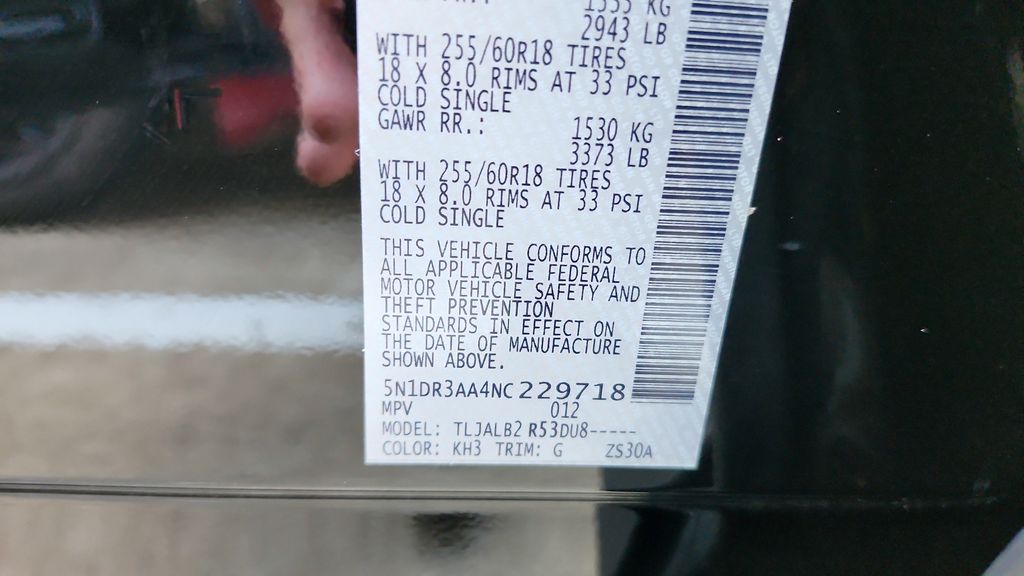 1335 KG
2943 LB
WITH 255/60R18 TIRES
18 X 8.0 RIMS AT 33 PSI
COLD SINGLE
GAWR RR.: 1530 KG
3373 LB
WITH 255/60R18 TIRES
18 X 8.0 RIMS AT 33 PSI
COLD SINGLE
THIS VEHICLE CONFORMS TO
ALL APPLICABLE FEDERAL
MOTOR VEHICLE SAFETY AND
THEFT PREVENTION
STANDARDS IN EFFECT ON
THE DATE OF MANUFACTURE
SHOWN ABOVE.
5N1DR3AA4NC229718
MPV 012
MODEL: TLJALB2 R53DU8-----
COLOR: KH3 TRIM: G ZS30A